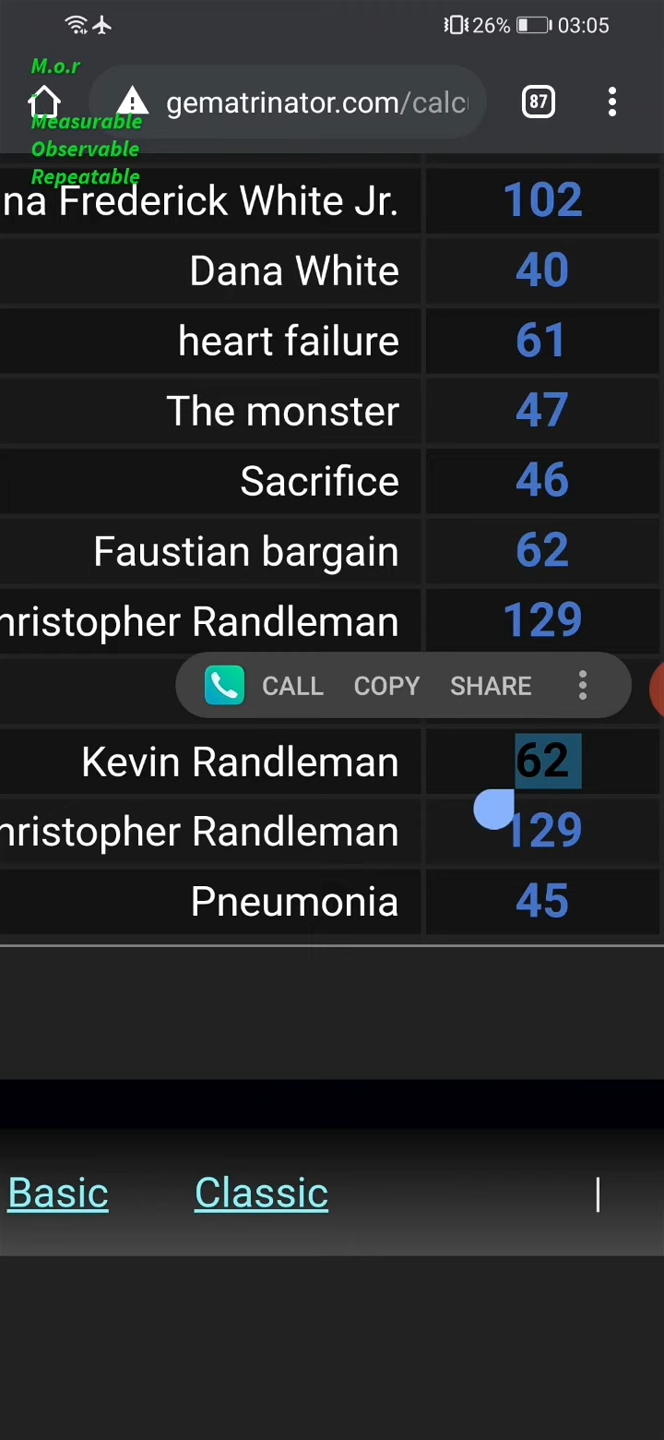 26% 03:05
M.o.r
-
Measurable
Observable
Repeatable
gematrinator.com/calc
87
na Frederick White Jr. 102
Dana White 40
heart failure 61
The monster 47
Sacrifice 46
Faustian bargain 62
hristopher Randleman 129
CALL COPY SHARE
Kevin Randleman 62
hristopher Randleman 129
Pneumonia 45
Basic Classic |